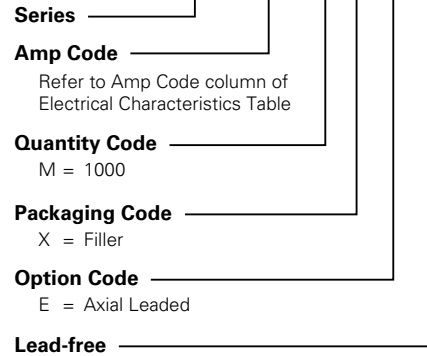 Series
Amp Code
Refer to Amp Code column of
Electrical Characteristics Table
Quantity Code
M = 1000
Packaging Code
X = Filler
Option Code
E = Axial Leaded
Lead-free